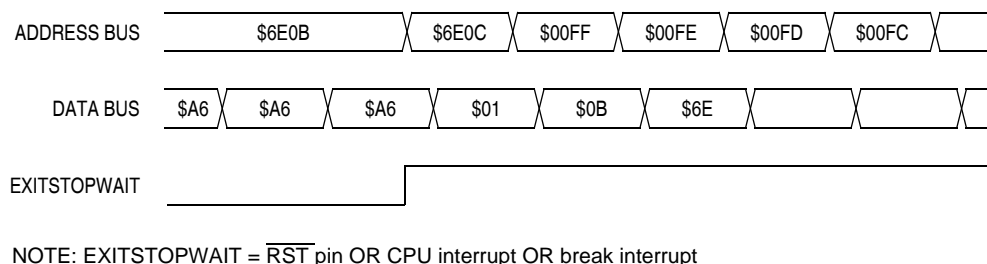 ADDRESS BUS $6E0B $6E0C $00FF $00FE $00FD $00FC
DATA BUS $A6 $A6 $A6 $01 $0B $6E
EXITSTOPWAIT
NOTE: EXITSTOPWAIT = RST pin OR CPU interrupt OR break interrupt